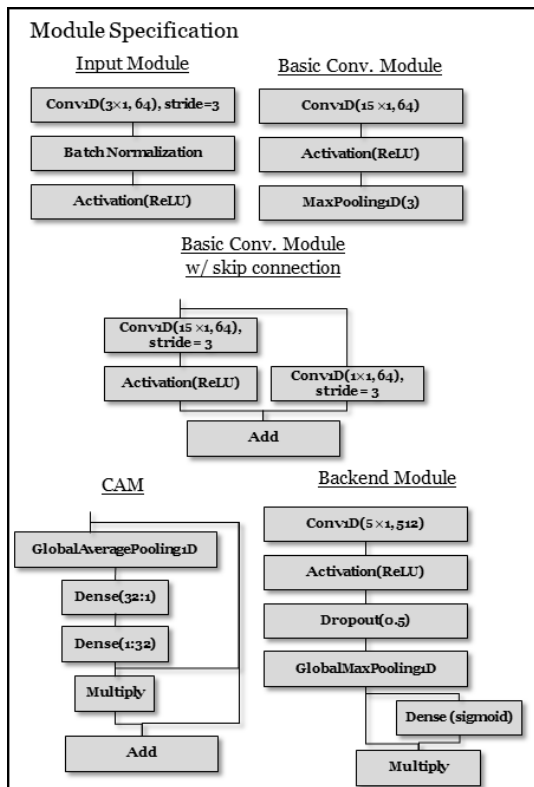 Module Specification
Input Module
Conv1D(3×1, 64), stride=3
Batch Normalization
Activation(ReLU)
Basic Conv. Module
Conv1D(15×1, 64)
Activation(ReLU)
MaxPooling1D(3)
Basic Conv. Module
w/ skip connection
Conv1D(15×1, 64),
stride = 3
Activation(ReLU)
Conv1D(1×1, 64),
stride = 3
Add
CAM
GlobalAveragePooling1D
Dense(32:1)
Dense(1:32)
Multiply
Add
Backend Module
Conv1D(5×1, 512)
Activation(ReLU)
Dropout(0.5)
GlobalMaxPooling1D
Dense (sigmoid)
Multiply